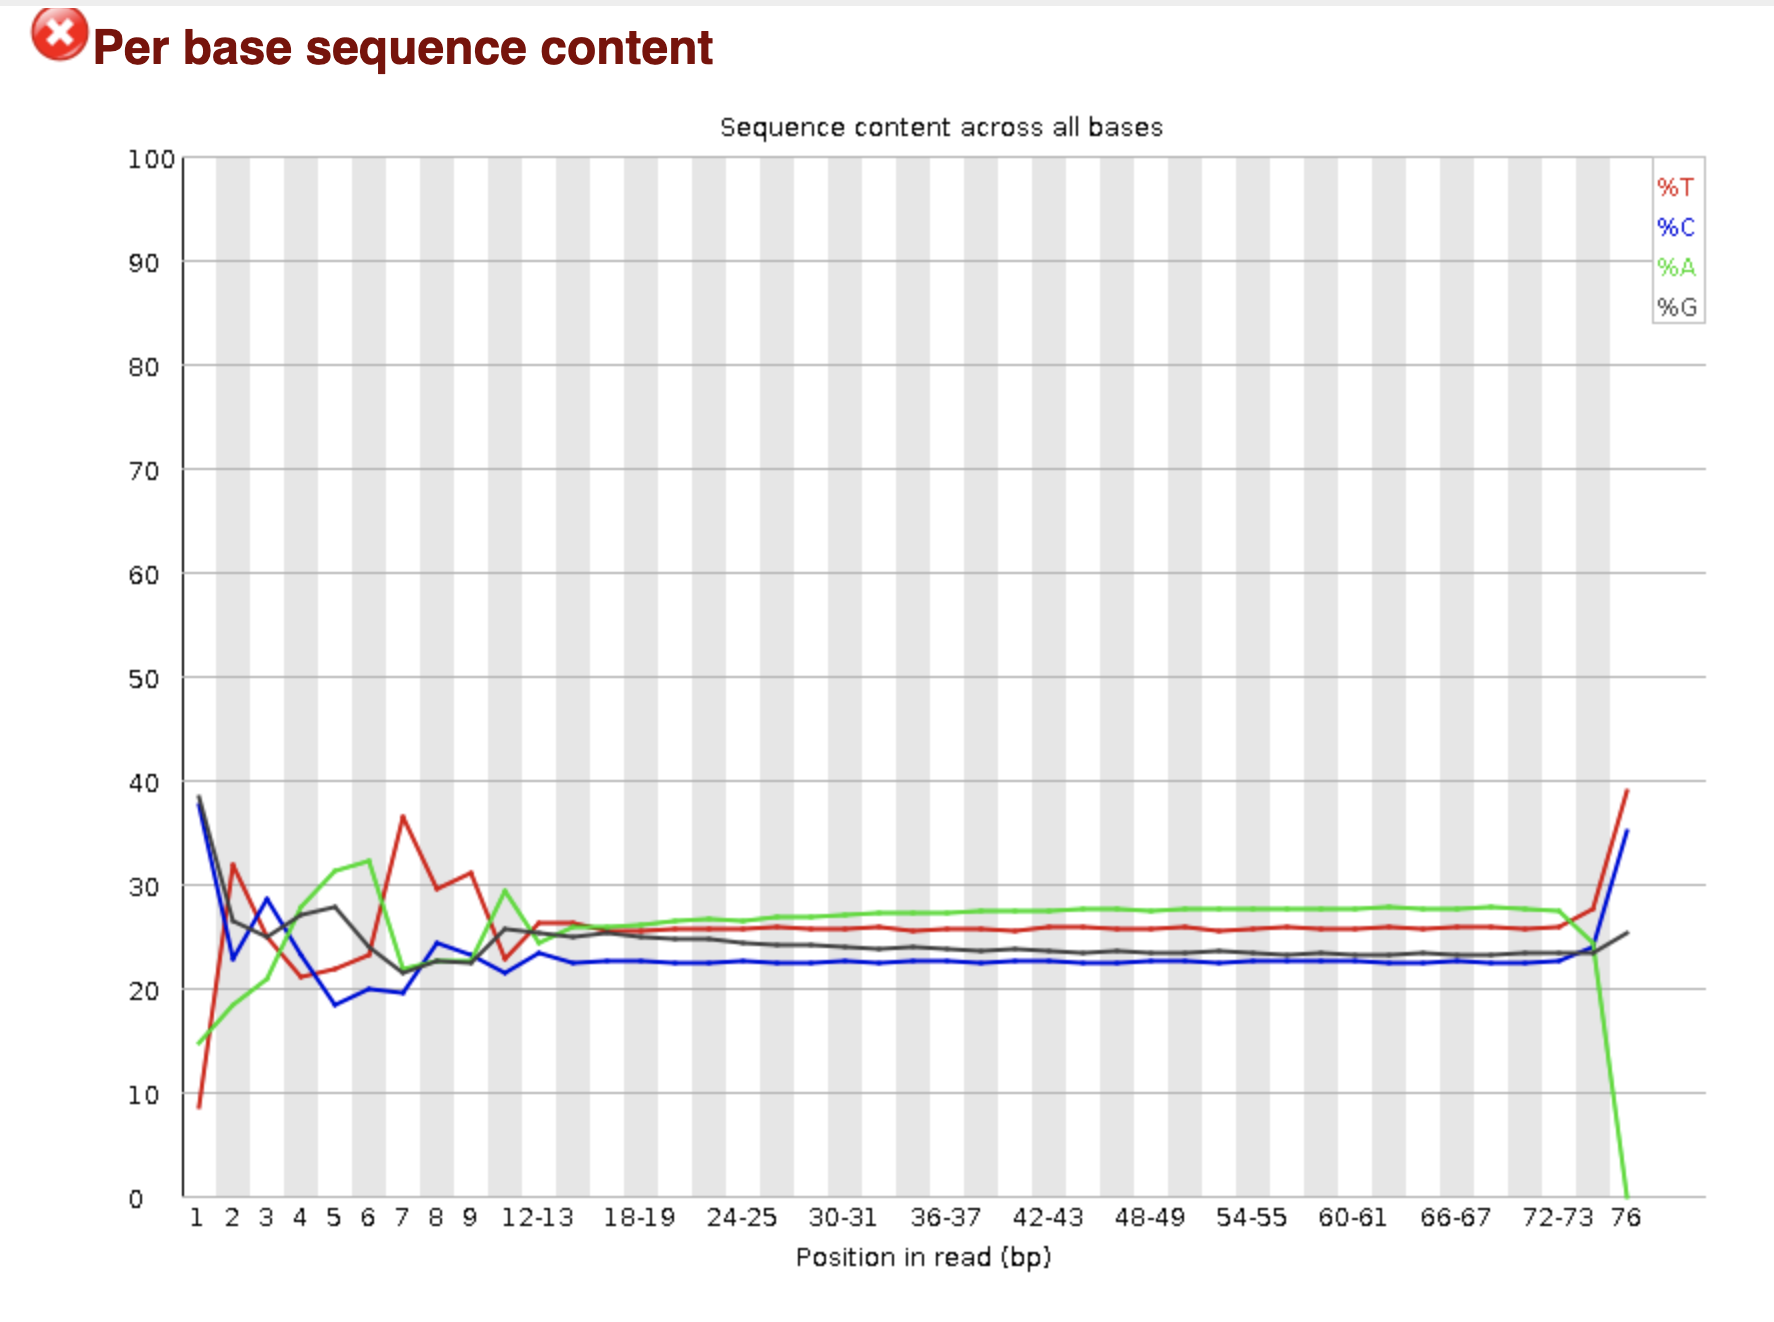 Per base sequence content
Sequence content across all bases
100
90
80
70
60
50
40
30
20
10
0
%T
%C
%A
%G
1 2 3 4 5 6 7 8 9 12-13 18-19 24-25 30-31 36-37 42-43 48-49 54-55 60-61 66-67 72-73 76
Position in read (bp)